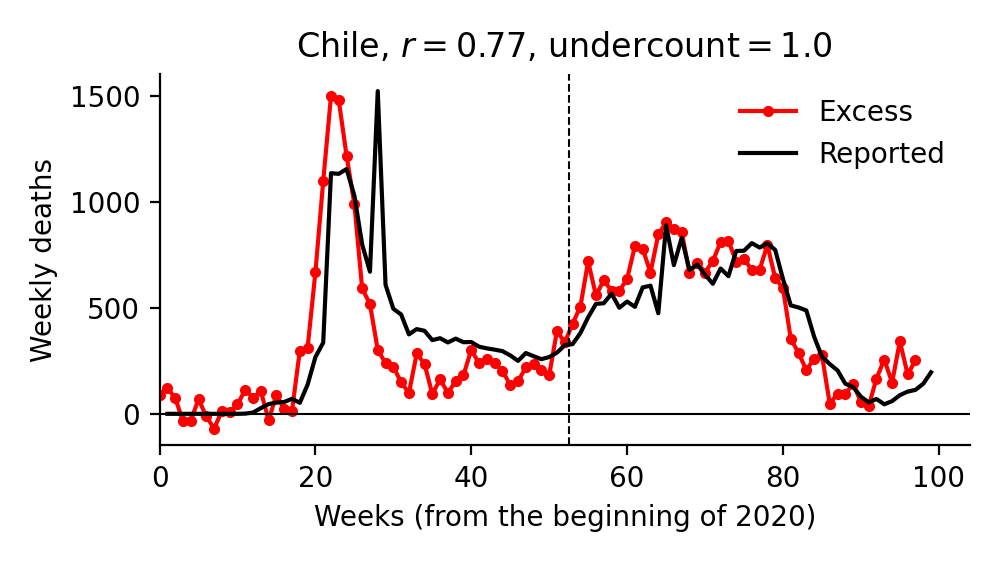 Chile, r = 0.77, undercount = 1.0
Excess
Reported
Weekly deaths
1500
1000
500
0
0 20 40 60 80 100
Weeks (from the beginning of 2020)